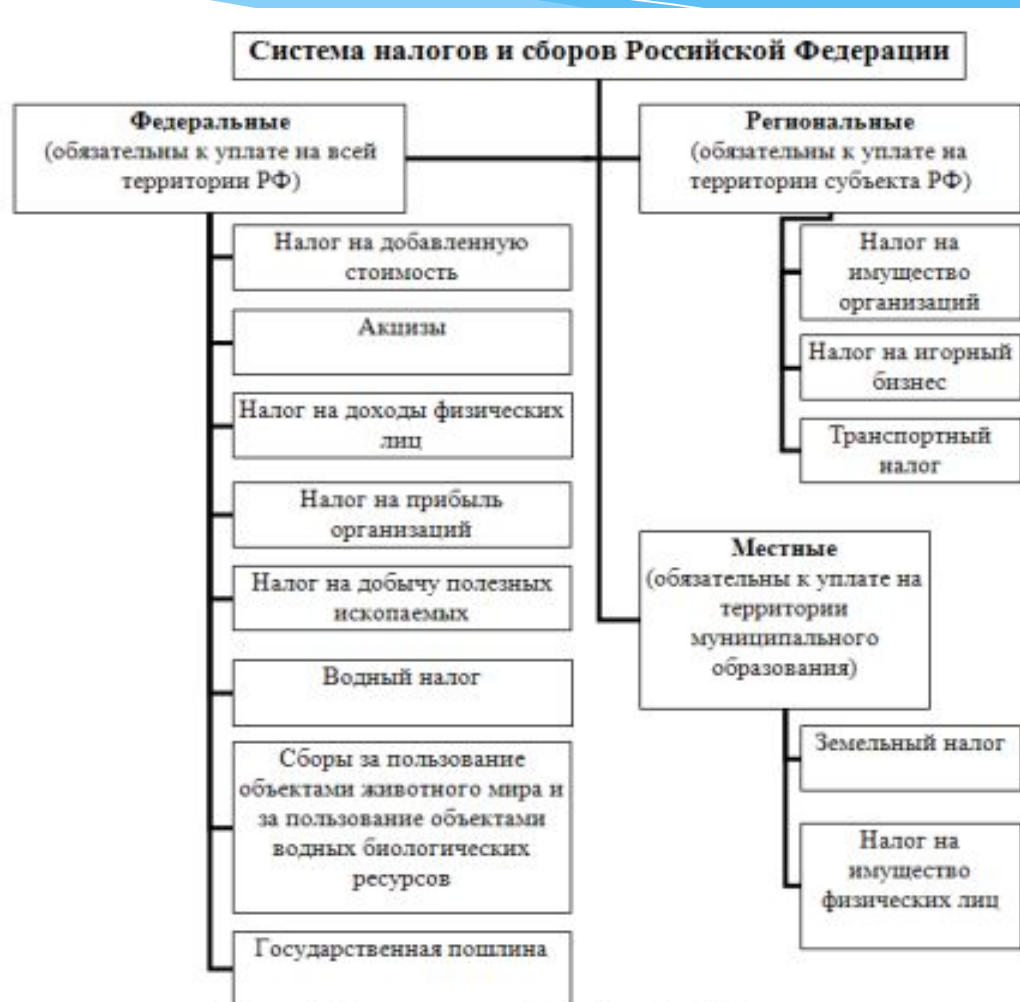 Система налогов и сборов Российской Федерации
Федеральные
(обязательны к уплате на всей
территории РФ)
Налог на добавленную
стоимость
Акцизы
Налог на доходы физических
лиц
Налог на прибыль
организаций
Налог на добычу полезных
ископаемых
Водный налог
Сборы за пользование
объектами животного мира и
за пользование объектами
водных биологических
ресурсов
Государственная пошлина
Региональные
(обязательны к уплате на
территории субъекта РФ)
Налог на
имущество
организаций
Налог на игорный
бизнес
Транспортный
налог
Местные
(обязательны к уплате на
территории
муниципального
образования)
Земельный налог
Налог на
имущество
физических лиц